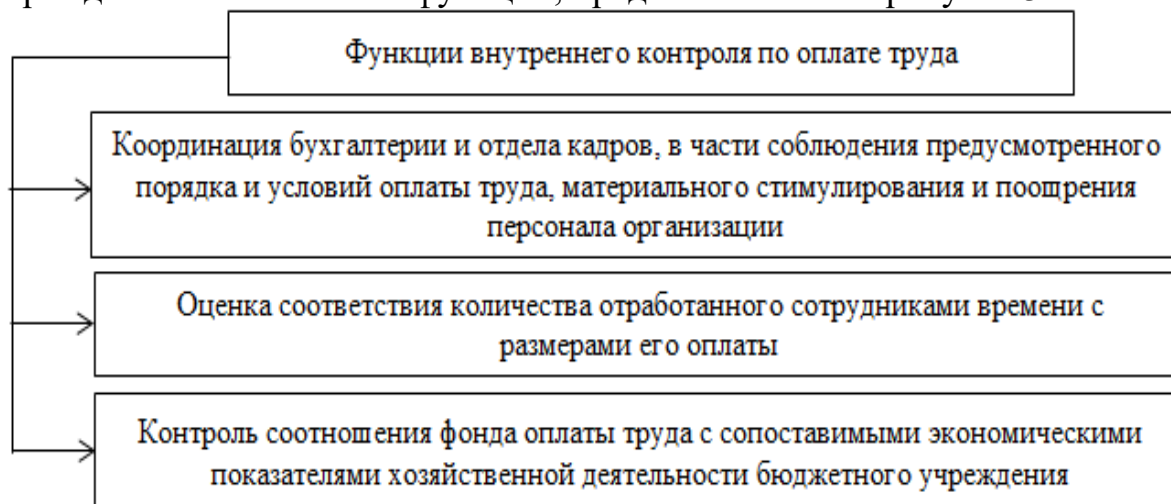 Функции внутреннего контроля по оплате труда
Координация бухгалтерии и отдела кадров, в части соблюдения предусмотренного
порядка и условий оплаты труда, материального стимулирования и поощрения
персонала организации
Оценка соответствия количества отработанного сотрудниками времени с
размерами его оплаты
Контроль соотношения фонда оплаты труда с сопоставимыми экономическими
показателями хозяйственной деятельности бюджетного учреждения